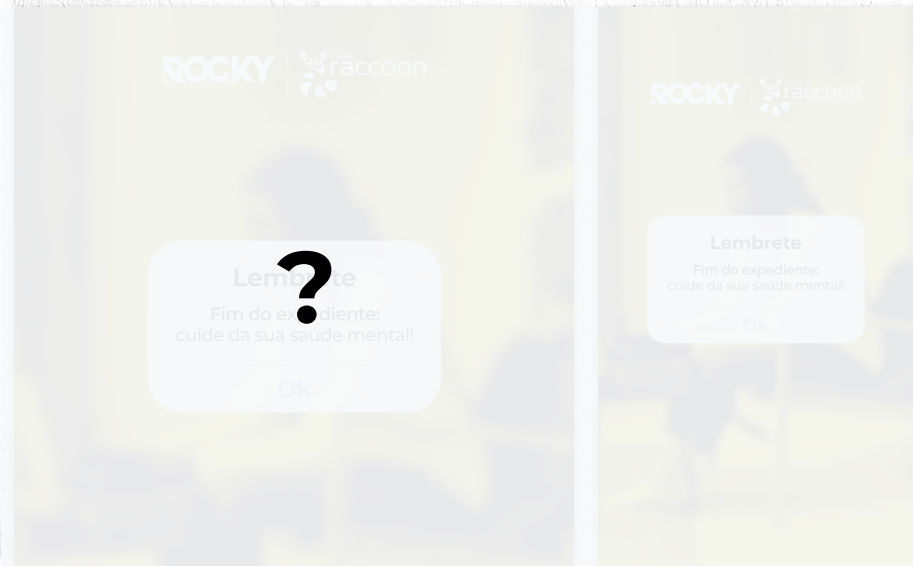 ROCKY
raccoon
Lembrete
Fim do expediente:
cuide da sua saúde mental!
Ok
?
ROCKY
raccoon
Lembrete
Fim do expediente:
cuide da sua saúde mental!
Ok